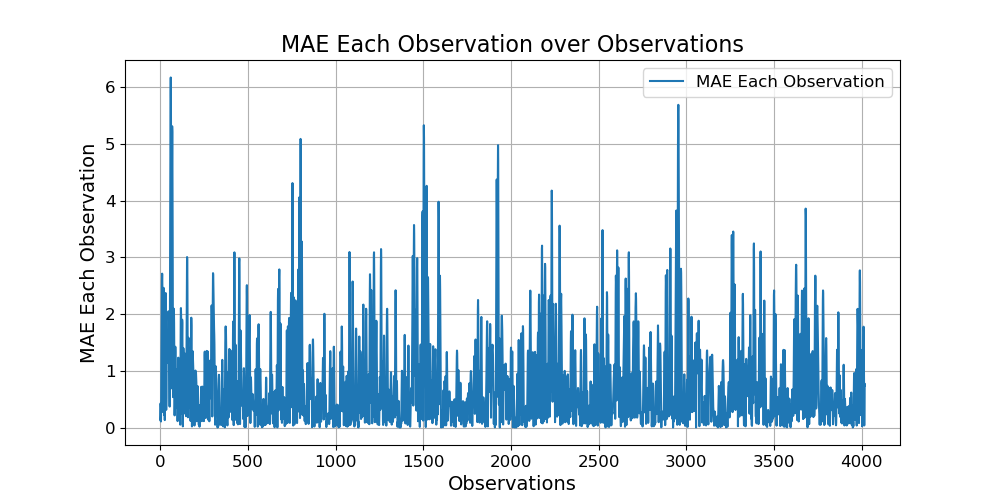 MAE Each Observation over Observations
MAE Each Observation
6
5
4
3
2
1
0
MAE Each Observation
0 500 1000 1500 2000 2500 3000 3500 4000
Observations